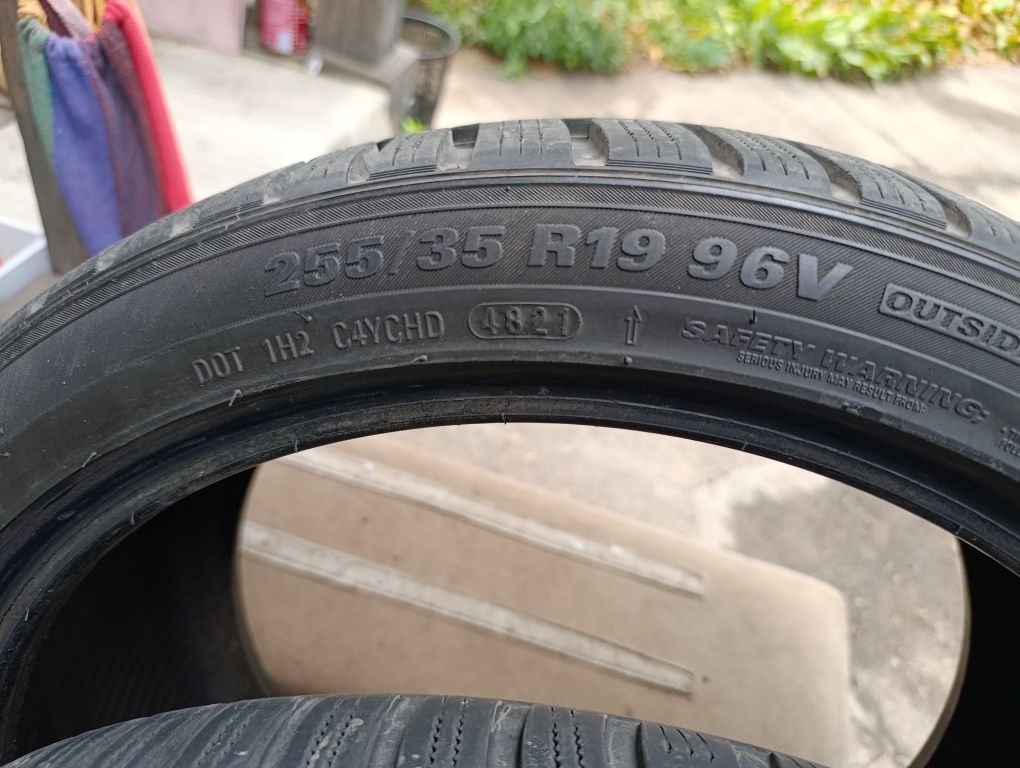 255/35 R19 96V
OUTSID
DOT 1H2 C4YCHD 4821 ↑
SAFETY WARNING:
SERIOUS INJURY MAY RESULT FROM: